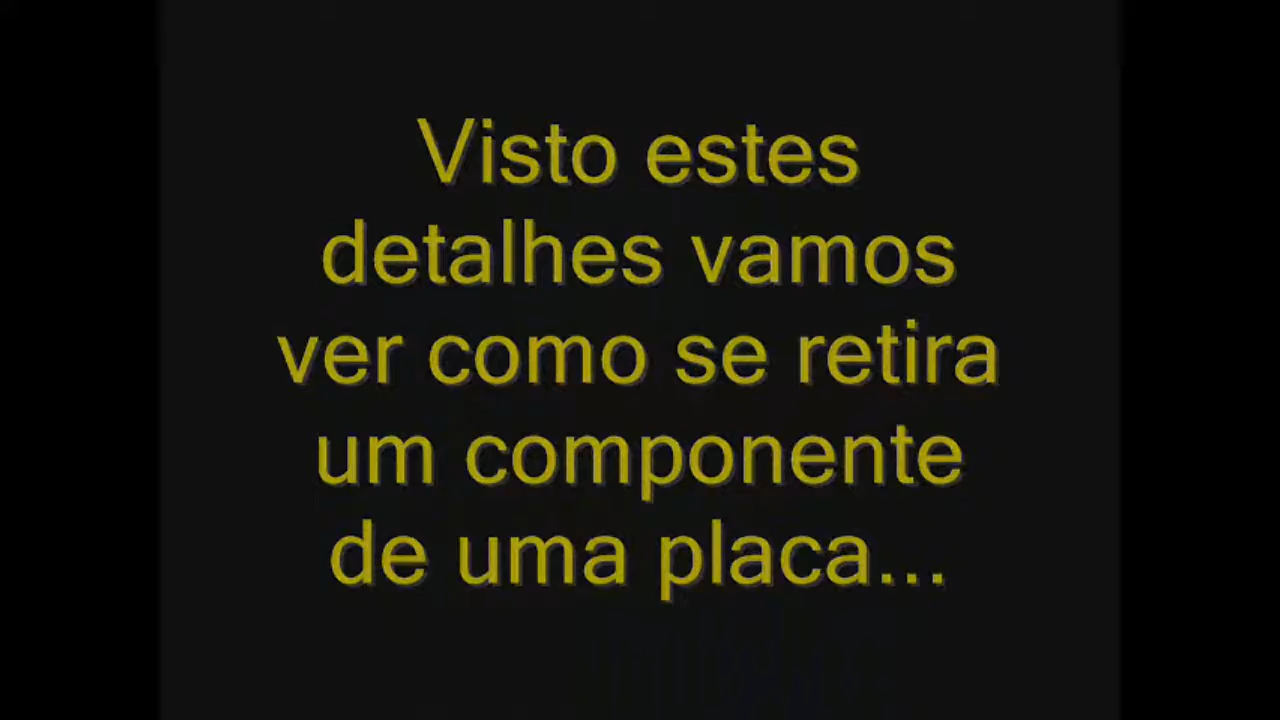 Visto estes
detalhes vamos
ver como se retira
um componente
de uma placa...